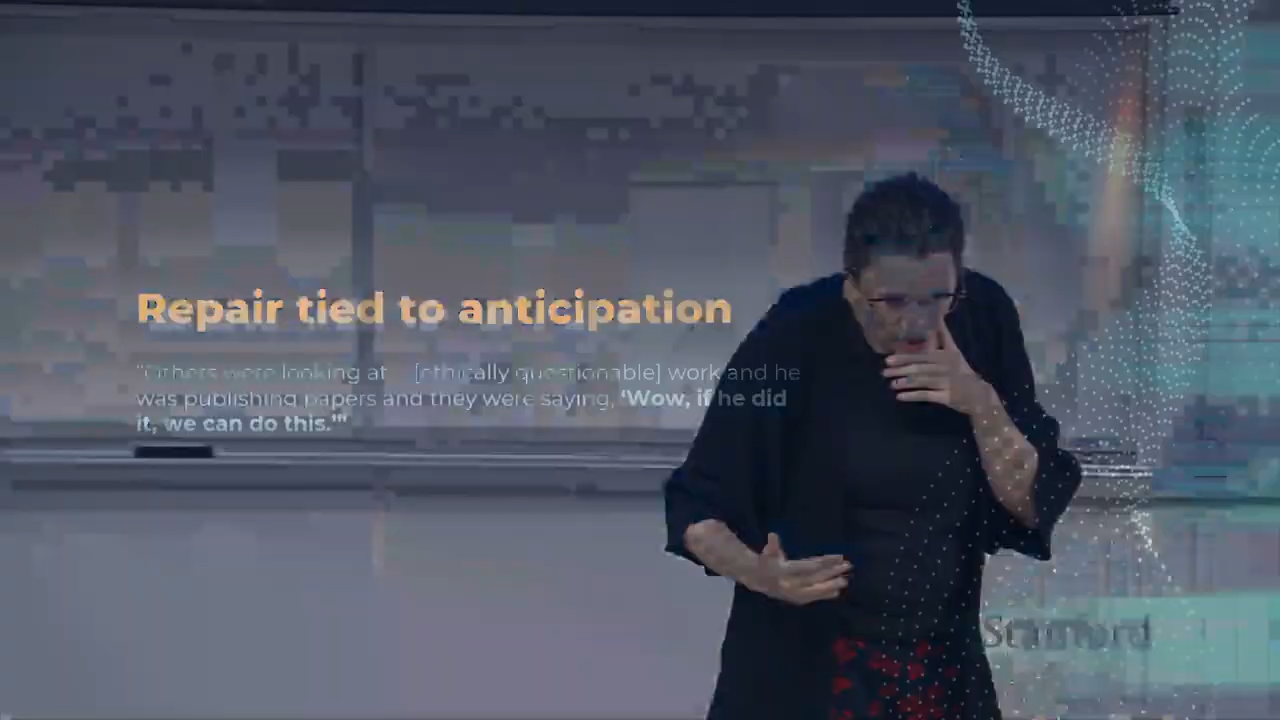 Repair tied to anticipation
"Others were looking at [ethically questionable] work and he
was publishing papers and they were saying, 'Wow, if he did
it, we can do this.'"
Stanford